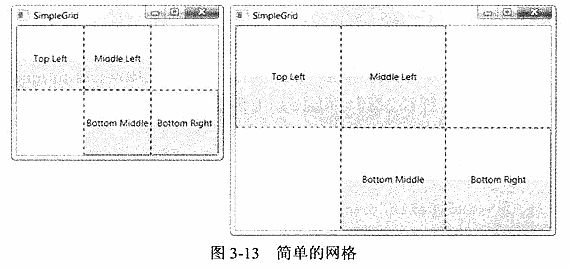 SimpleGrid
Top Left
Middle Left
Bottom Middle
Bottom Right
SimpleGrid
Top Left
Middle Left
Bottom Middle
Bottom Right
图 3-13 简单的网格